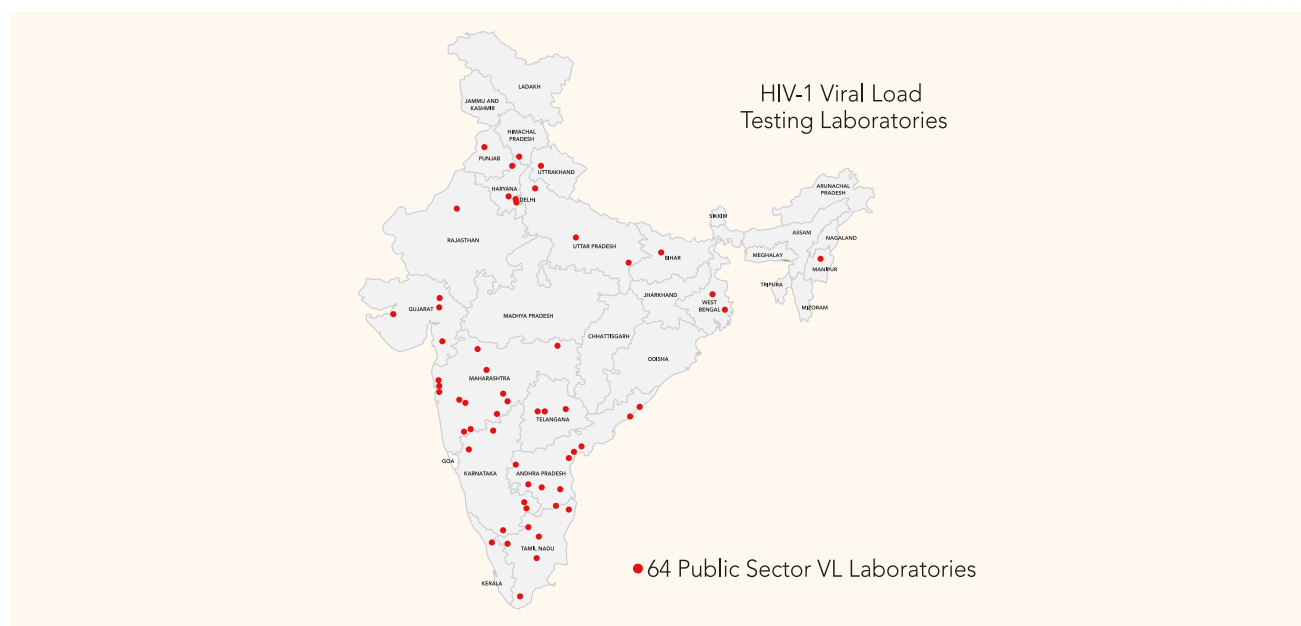 HIV-1 Viral Load
Testing Laboratories
LADAKH
JAMMU AND
KASHMIR
HIMACHAL
PRADESH
PUNJAB
UTTRAKHAND
HARYANA
DELHI
RAJASTHAN
UTTAR PRADESH
BIHAR
SIKKIM
ARUNACHAL
PRADESH
ASSAM
NAGALAND
MEGHALAY
MANIPUR
TRIPURA
MIZORAM
GUJARAT
MADHYA PRADESH
JHARKHAND
WEST
BENGAL
CHHATTISGARH
ODISHA
MAHARASHTRA
TELANGANA
GOA
KARNATAKA
ANDHRA PRADESH
TAMIL NADU
KERALA
64 Public Sector VL Laboratories